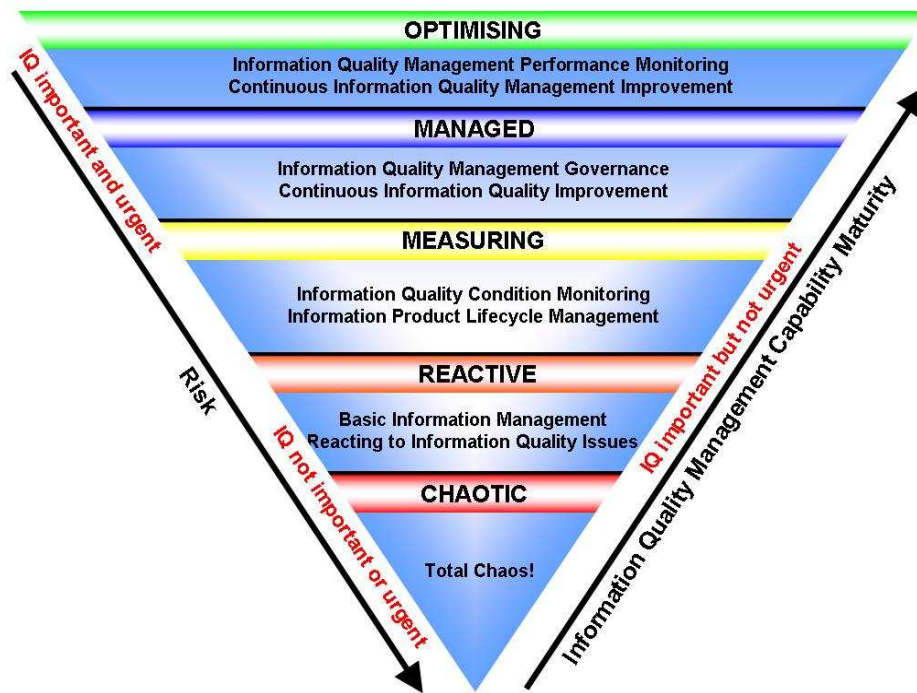 OPTIMISING
Information Quality Management Performance Monitoring
Continuous Information Quality Management Improvement
MANAGED
Information Quality Management Governance
Continuous Information Quality Improvement
MEASURING
Information Quality Condition Monitoring
Information Product Lifecycle Management
REACTIVE
Basic Information Management
Reacting to Information Quality Issues
CHAOTIC
Total Chaos!
IQ important and urgent
Risk
IQ not important or urgent
IQ important but not urgent
Information Quality Management Capability Maturity